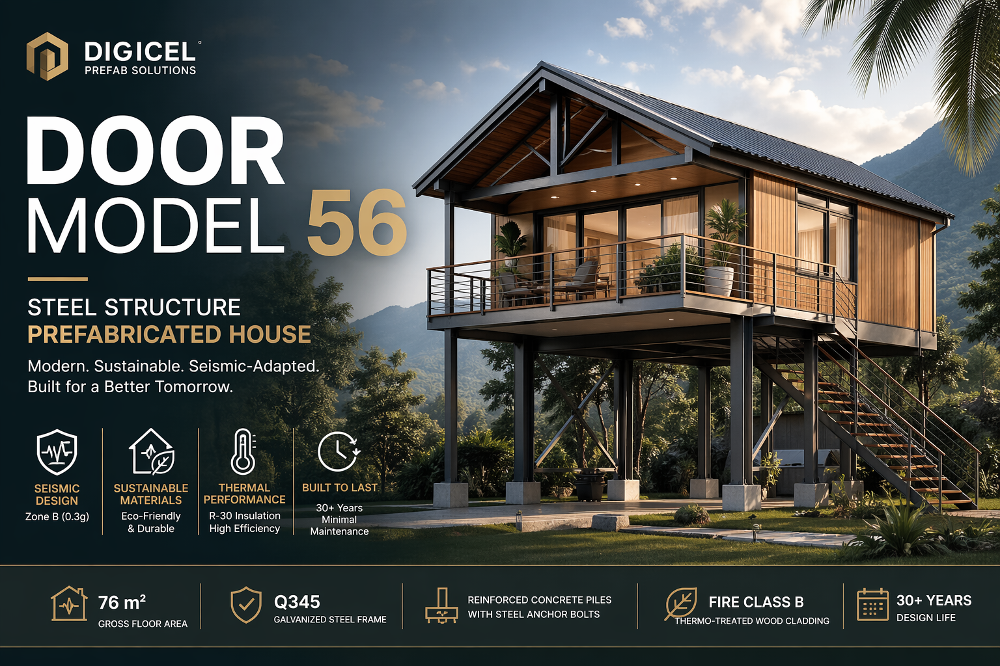 DIGICEL
PREFAB SOLUTIONS
DOOR
MODEL 56
STEEL STRUCTURE
PREFABRICATED HOUSE
Modern. Sustainable. Seismic-Adapted.
Built for a Better Tomorrow.
SEISMIC
DESIGN
Zone B (0.3g)
SUSTAINABLE
MATERIALS
Eco-Friendly
& Durable
THERMAL
PERFORMANCE
R-30 Insulation
High Efficiency
BUILT TO LAST
30+ Years
Minimal
Maintenance
76 m²
GROSS FLOOR AREA
Q345
GALVANIZED STEEL FRAME
REINFORCED CONCRETE PILES
WITH STEEL ANCHOR BOLTS
FIRE CLASS B
THERMO-TREATED WOOD CLADDING
30+ YEARS
DESIGN LIFE